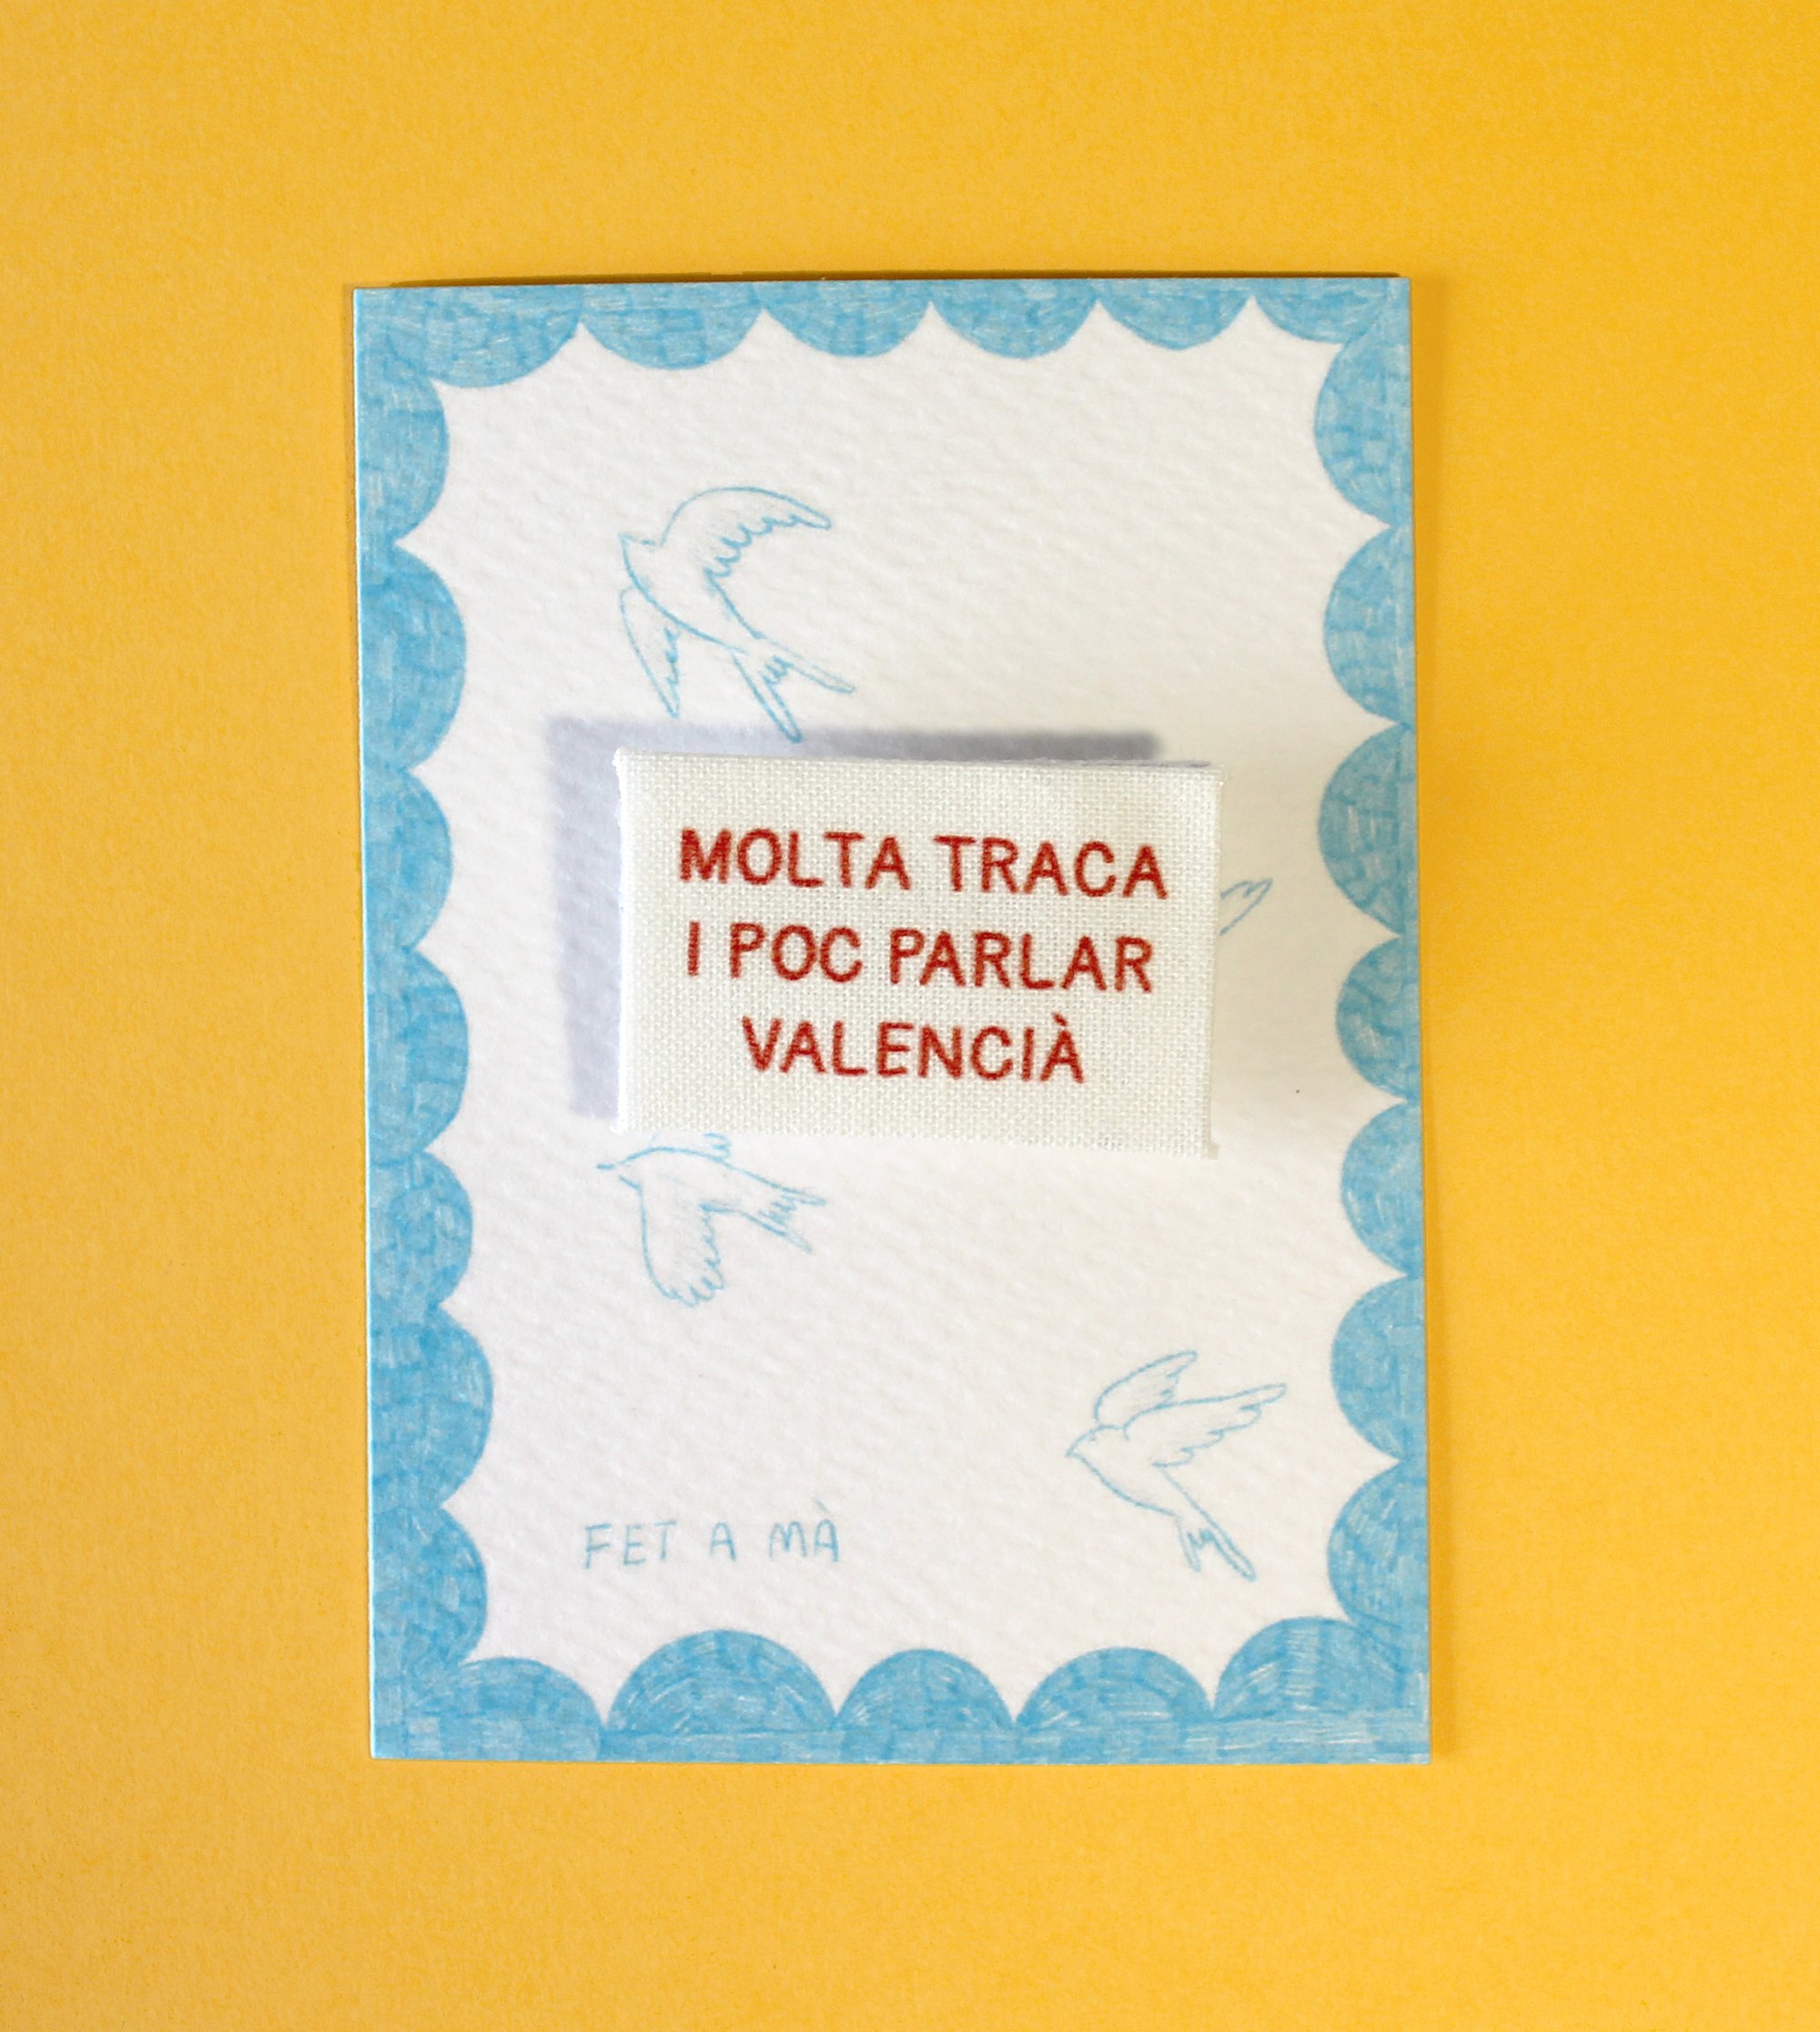 MOLTA TRACA
I POC PARLAR
VALENCIÀ
FET A MÀ